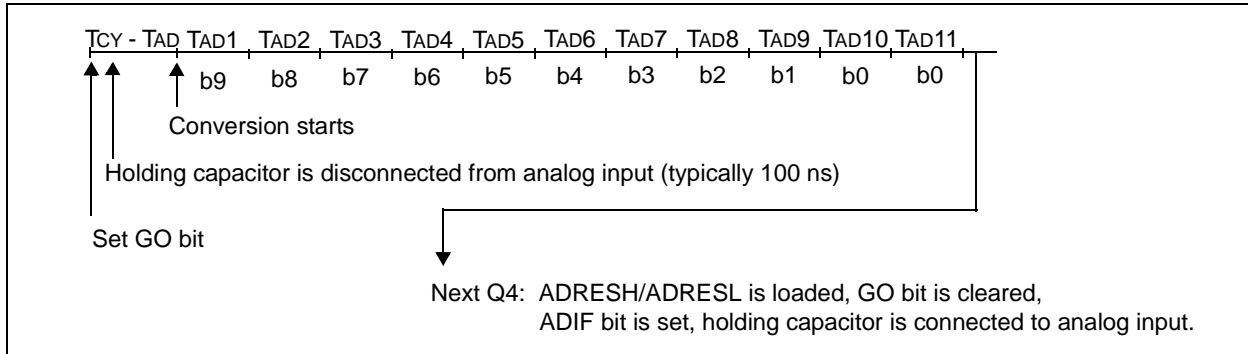 TCY - TAD TAD1 TAD2 TAD3 TAD4 TAD5 TAD6 TAD7 TAD8 TAD9 TAD10 TAD11
b9 b8 b7 b6 b5 b4 b3 b2 b1 b0 b0
Conversion starts
Holding capacitor is disconnected from analog input (typically 100 ns)
Set GO bit
Next Q4: ADRESH/ADRESL is loaded, GO bit is cleared,
ADIF bit is set, holding capacitor is connected to analog input.